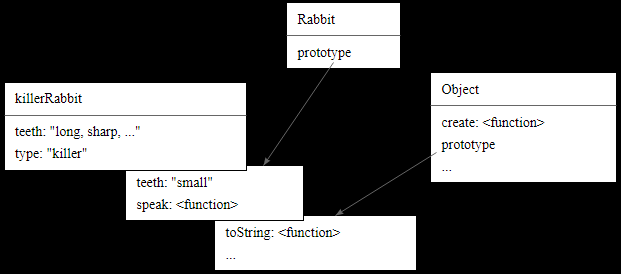 Rabbit
prototype
killerRabbit
teeth: "long, sharp, ..."
type: "killer"
Object
create: <function>
prototype
...
teeth: "small"
speak: <function>
toString: <function>
...